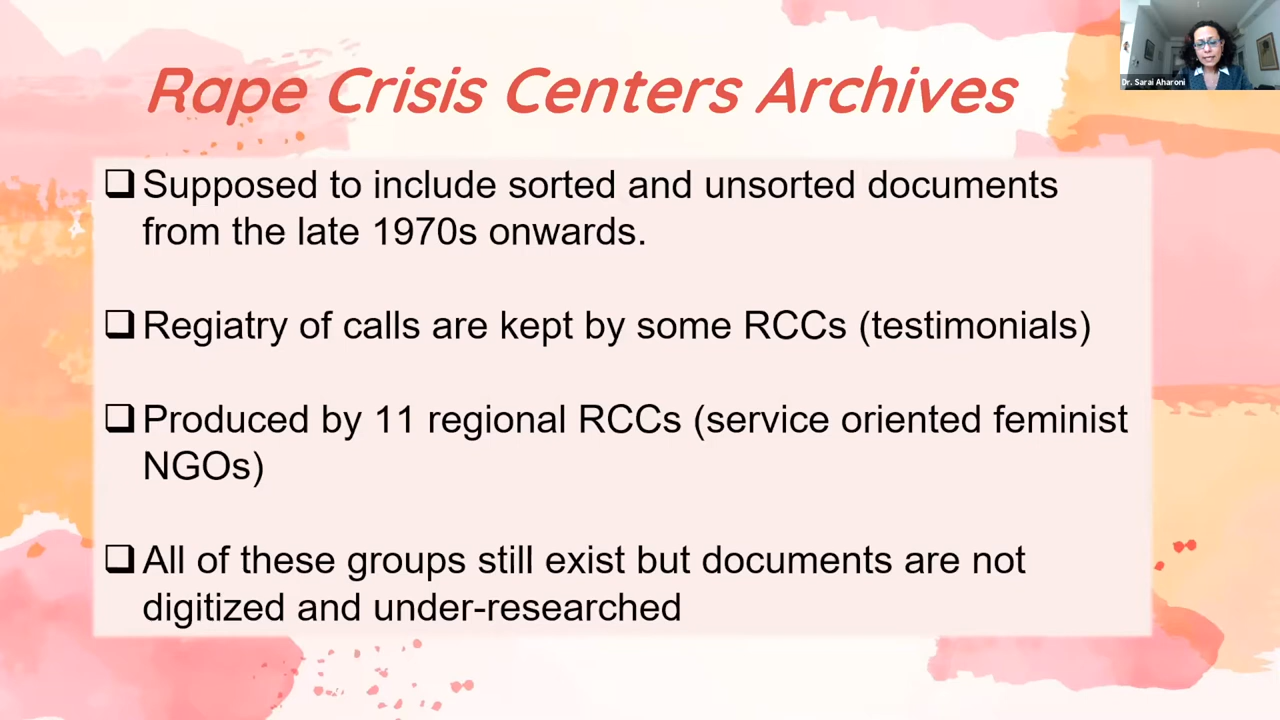 Rape Crisis Centers Archives
Dr. Sarai Aharoni
❑ Supposed to include sorted and unsorted documents
from the late 1970s onwards.
❑ Regiatry of calls are kept by some RCCs (testimonials)
❑ Produced by 11 regional RCCs (service oriented feminist
NGOs)
❑ All of these groups still exist but documents are not
digitized and under-researched